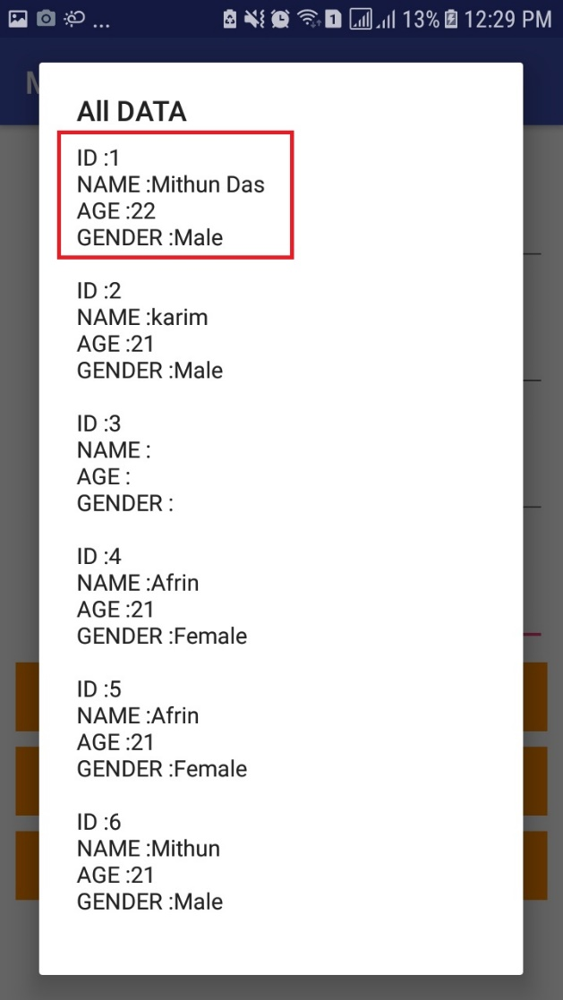 ... 1 13% 12:29 PM
M
All DATA
ID :1
NAME :Mithun Das
AGE :22
GENDER :Male
ID :2
NAME :karim
AGE :21
GENDER :Male
ID :3
NAME :
AGE :
GENDER :
ID :4
NAME :Afrin
AGE :21
GENDER :Female
ID :5
NAME :Afrin
AGE :21
GENDER :Female
ID :6
NAME :Mithun
AGE :21
GENDER :Male